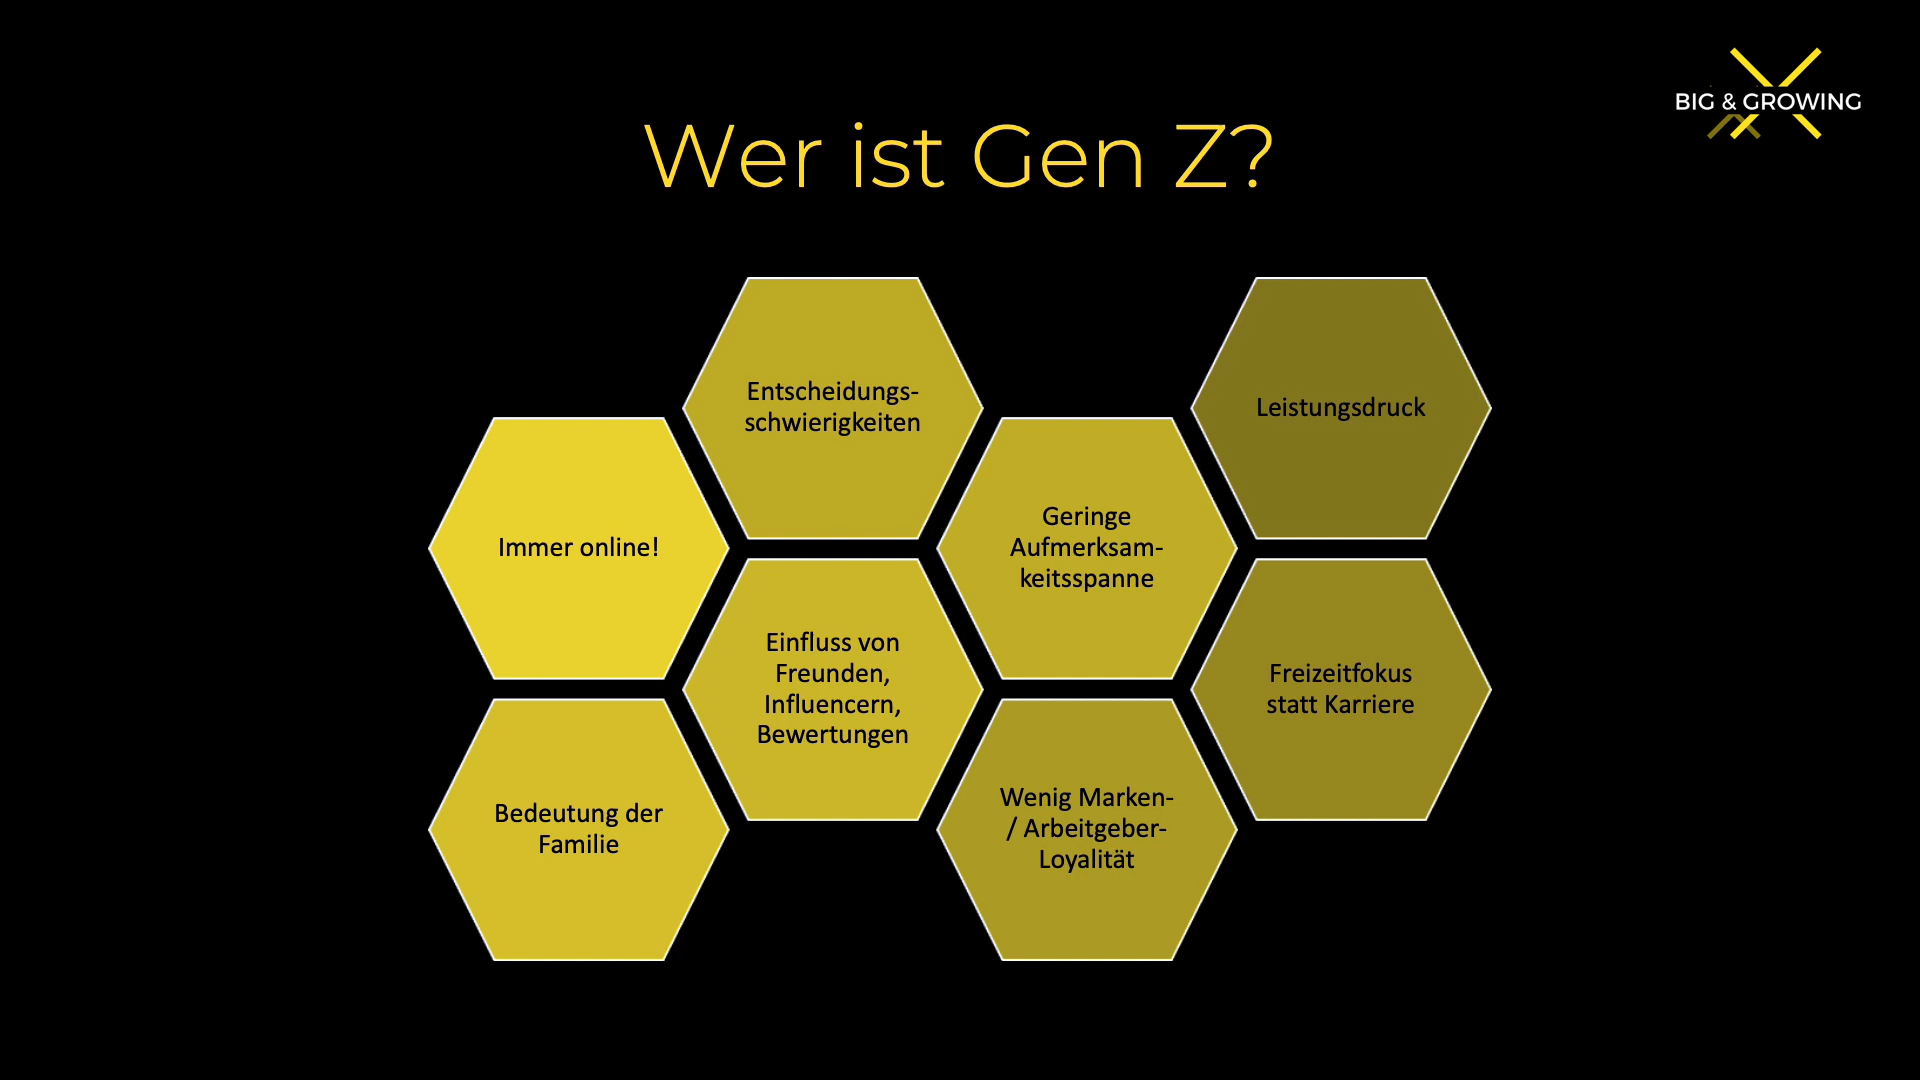 BIG & GROWING
Wer ist Gen Z?
Entscheidungs-
schwierigkeiten
Leistungsdruck
Immer online!
Geringe
Aufmerksam-
keitsspanne
Einfluss von
Freunden,
Influencern,
Bewertungen
Freizeitfokus
statt Karriere
Bedeutung der
Familie
Wenig Marken-
/ Arbeitgeber-
Loyalität